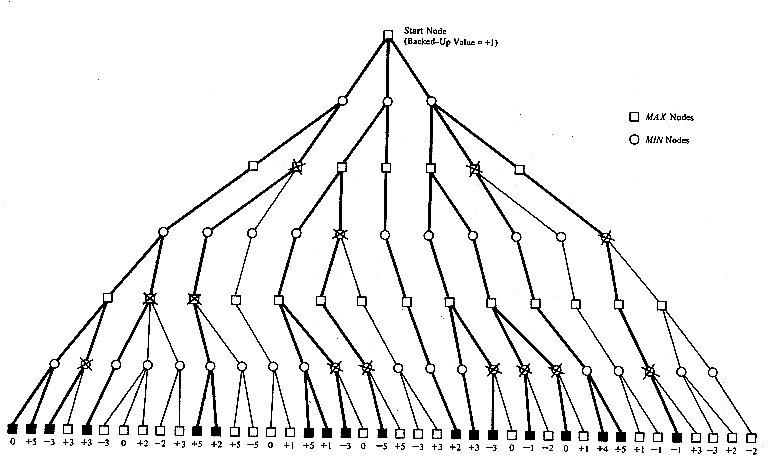 Start Node
(Backed-Up Value = +1)
MAX Nodes
MIN Nodes
0 +5 -3 +3 +3 -3 0 +2 -2 +3 +5 +2 +5 -5 0 +1 +5 +1 -3 0 -5 +5 -3 +3 +2 +3 -3 0 -1 -2 0 +1 +4 +5 +1 -1 -1 +3 -3 +2 -2